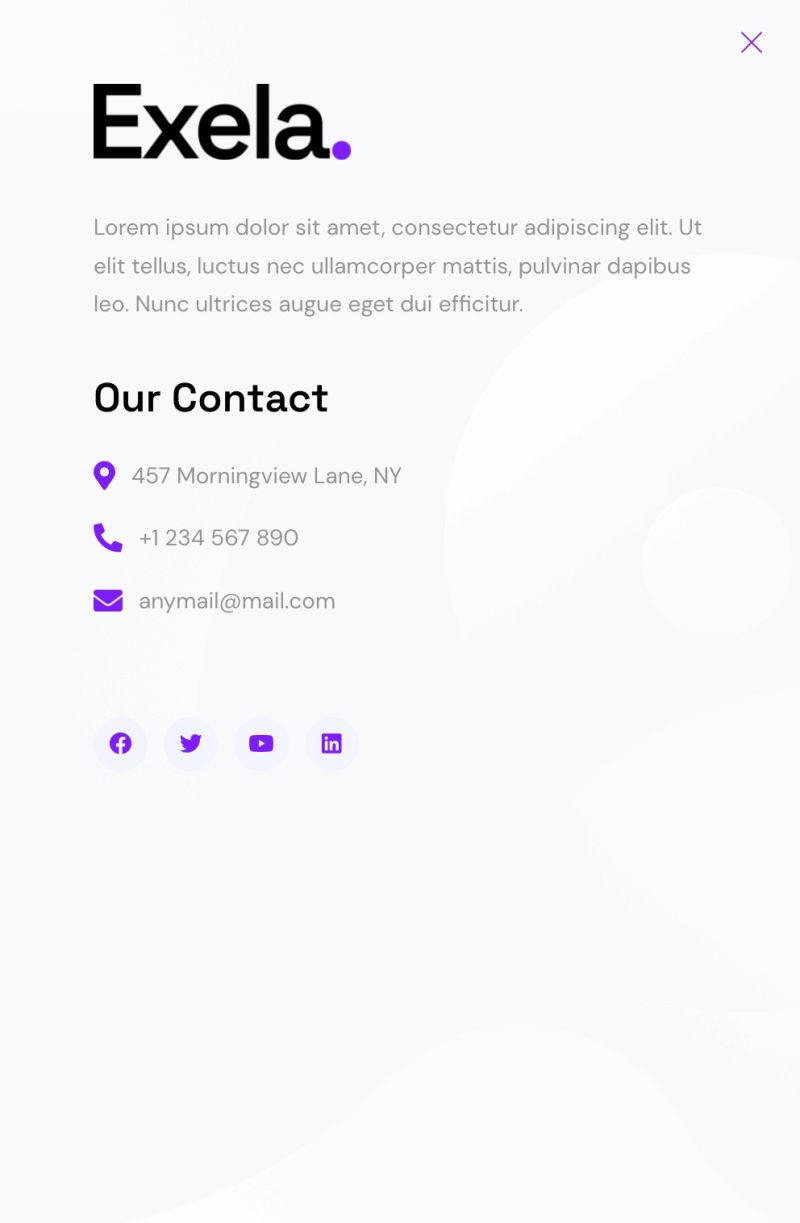 Exela.
Lorem ipsum dolor sit amet, consectetur adipiscing elit. Ut
elit tellus, luctus nec ullamcorper mattis, pulvinar dapibus
leo. Nunc ultrices augue eget dui efficitur.
Our Contact
457 Morningview Lane, NY
+1 234 567 890
anymail@mail.com